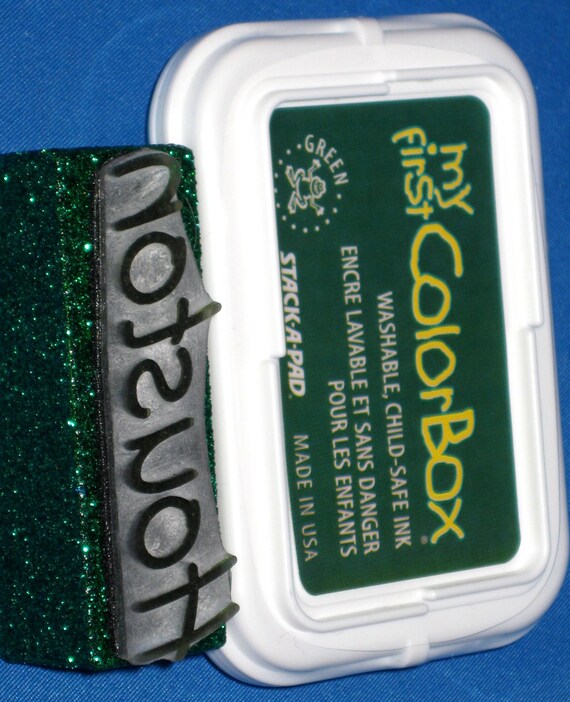 my
first ColorBox®
WASHABLE, CHILD-SAFE INK
ENCRE LAVABLE ET SANS DANGER
POUR LES ENFANTS
GREEN
STACK-A-PAD. MADE IN USA
Houston